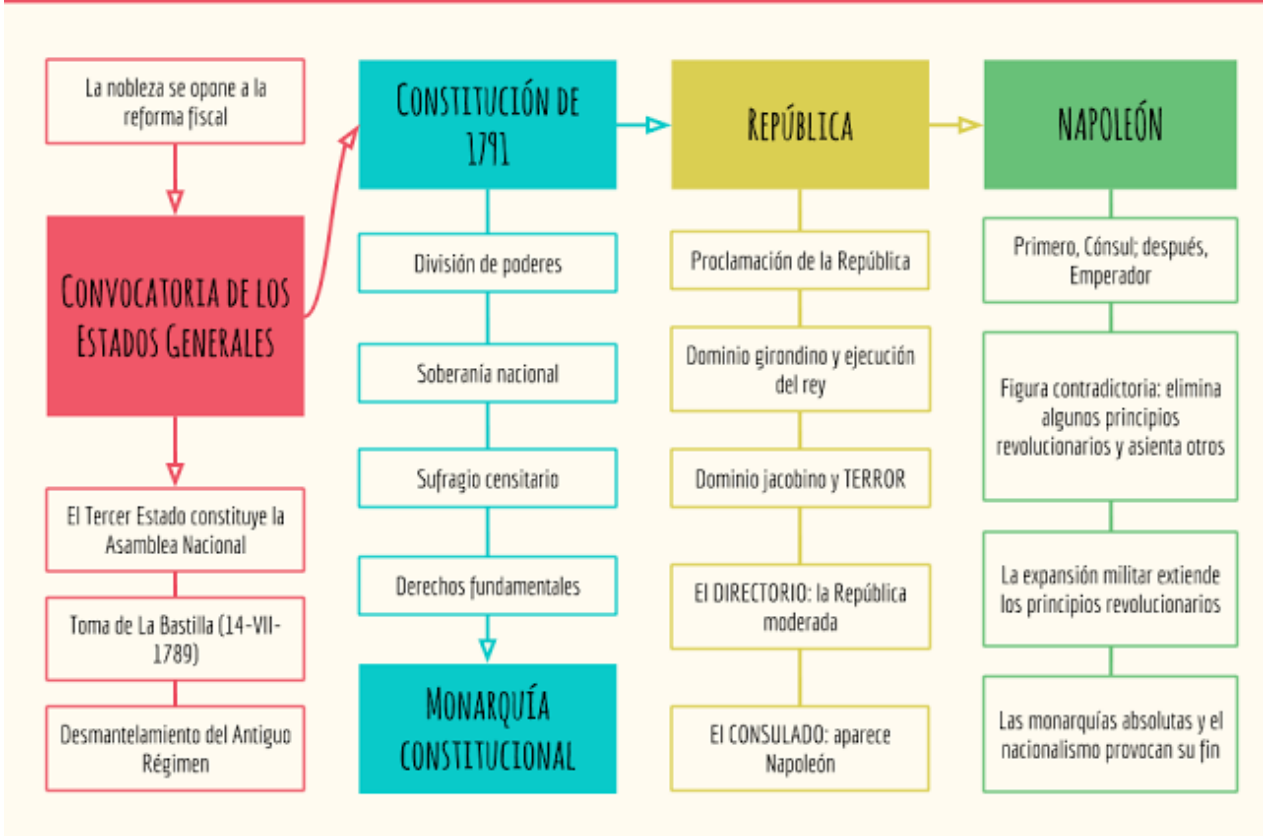 La nobleza se opone a la
reforma fiscal
CONVOCATORIA DE LOS
ESTADOS GENERALES
El Tercer Estado constituye la
Asamblea Nacional
Toma de La Bastilla (14-VII-
1789)
Desmantelamiento del Antiguo
Régimen
CONSTITUCIÓN DE
1791
División de poderes
Soberanía nacional
Sufragio censitario
Derechos fundamentales
MONARQUÍA
CONSTITUCIONAL
REPÚBLICA
Proclamación de la República
Dominio girondino y ejecución
del rey
Dominio jacobino y TERROR
El DIRECTORIO: la República
moderada
El CONSULADO: aparece
Napoleón
NAPOLEÓN
Primero, Cónsul; después,
Emperador
Figura contradictoria: elimina
algunos principios
revolucionarios y asienta otros
La expansión militar extiende
los principios revolucionarios
Las monarquías absolutas y el
nacionalismo provocan su fin